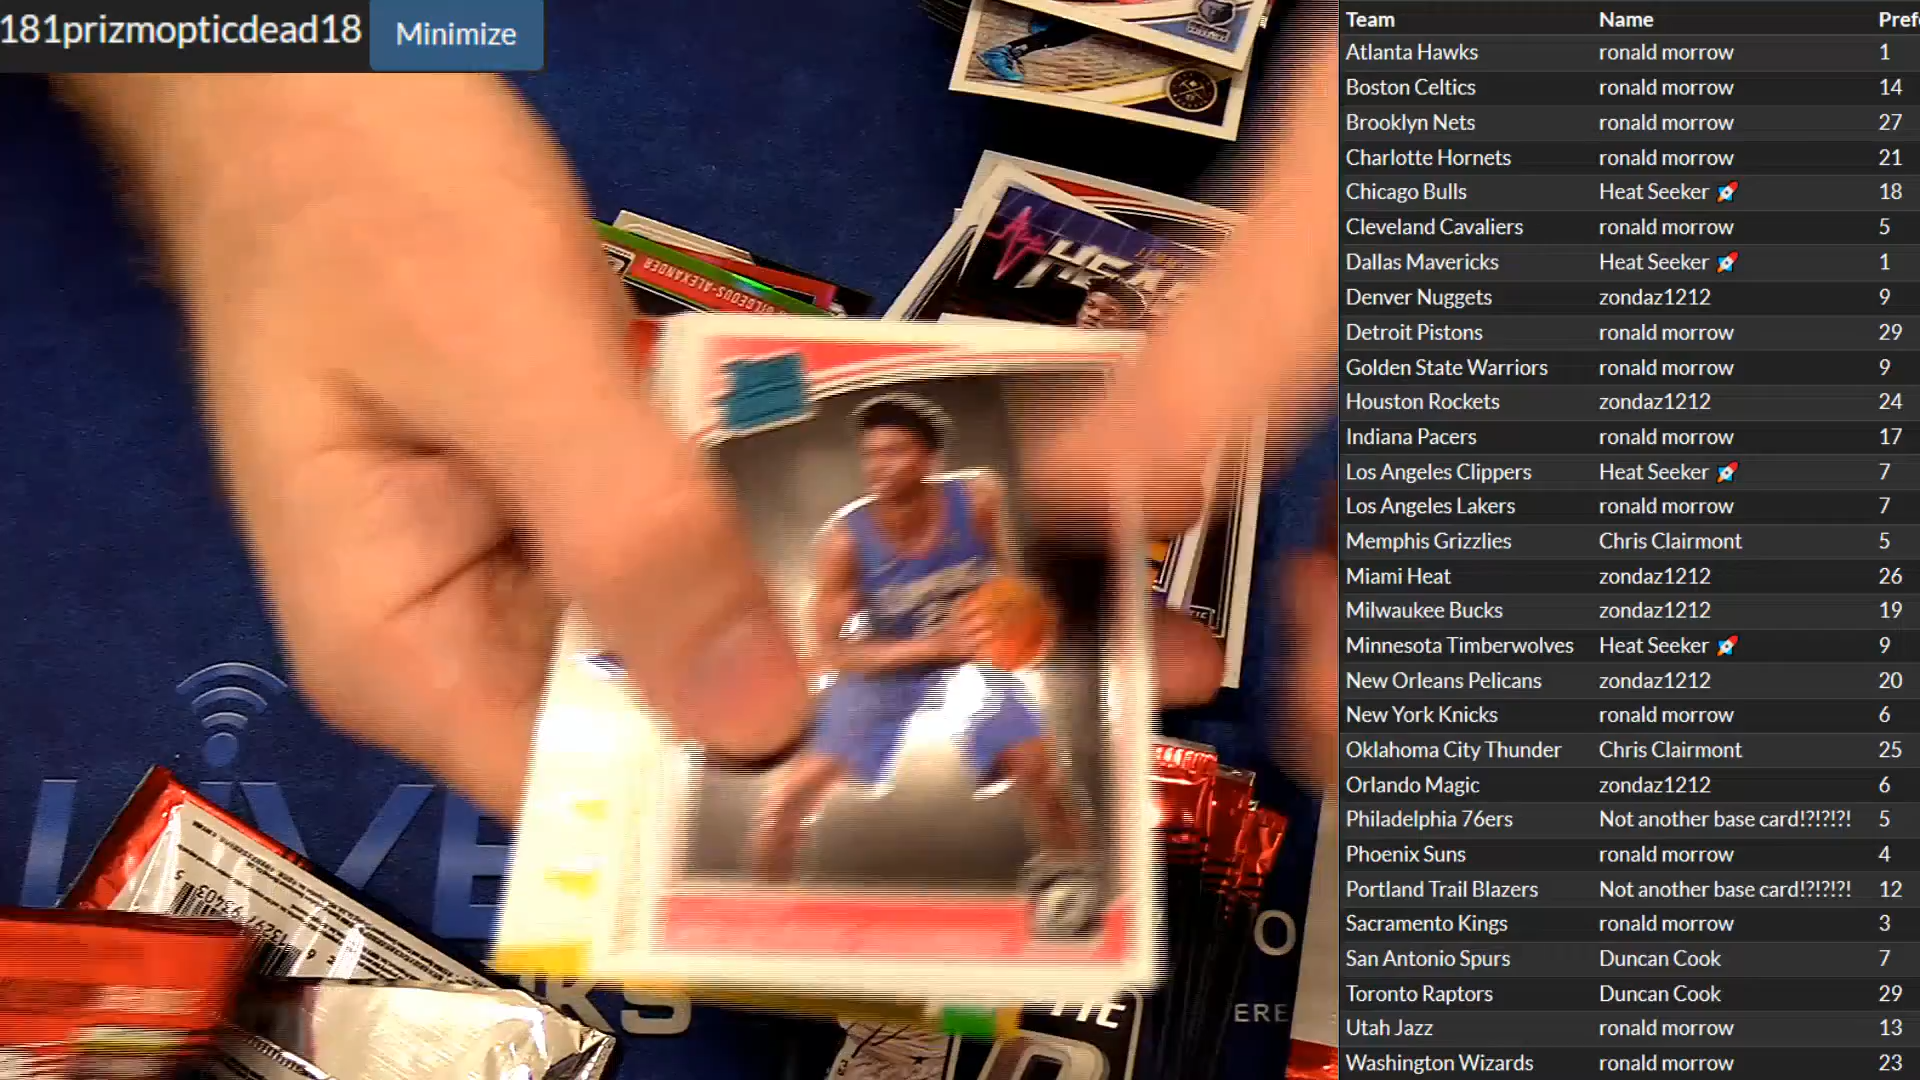 181prizmopticdead18 Minimize
Team Name
Atlanta Hawks ronald morrow 1
Boston Celtics ronald morrow 14
Brooklyn Nets ronald morrow 27
Charlotte Hornets ronald morrow 21
Chicago Bulls Heat Seeker 🚀 18
Cleveland Cavaliers ronald morrow 5
Dallas Mavericks Heat Seeker 🚀 1
Denver Nuggets zondaz1212 9
Detroit Pistons ronald morrow 29
Golden State Warriors ronald morrow 9
Houston Rockets zondaz1212 24
Indiana Pacers ronald morrow 17
Los Angeles Clippers Heat Seeker 🚀 7
Los Angeles Lakers ronald morrow 7
Memphis Grizzlies Chris Clairmont 5
Miami Heat zondaz1212 26
Milwaukee Bucks zondaz1212 19
Minnesota Timberwolves Heat Seeker 🚀 9
New Orleans Pelicans zondaz1212 20
New York Knicks ronald morrow 6
Oklahoma City Thunder Chris Clairmont 25
Orlando Magic zondaz1212 6
Philadelphia 76ers Not another base card!?!?!?! 5
Phoenix Suns ronald morrow 4
Portland Trail Blazers Not another base card!?!?!?! 12
Sacramento Kings ronald morrow 3
San Antonio Spurs Duncan Cook 7
Toronto Raptors Duncan Cook 29
Utah Jazz ronald morrow 13
Washington Wizards ronald morrow 23
GILGEOUS-ALEXANDER
LIVE